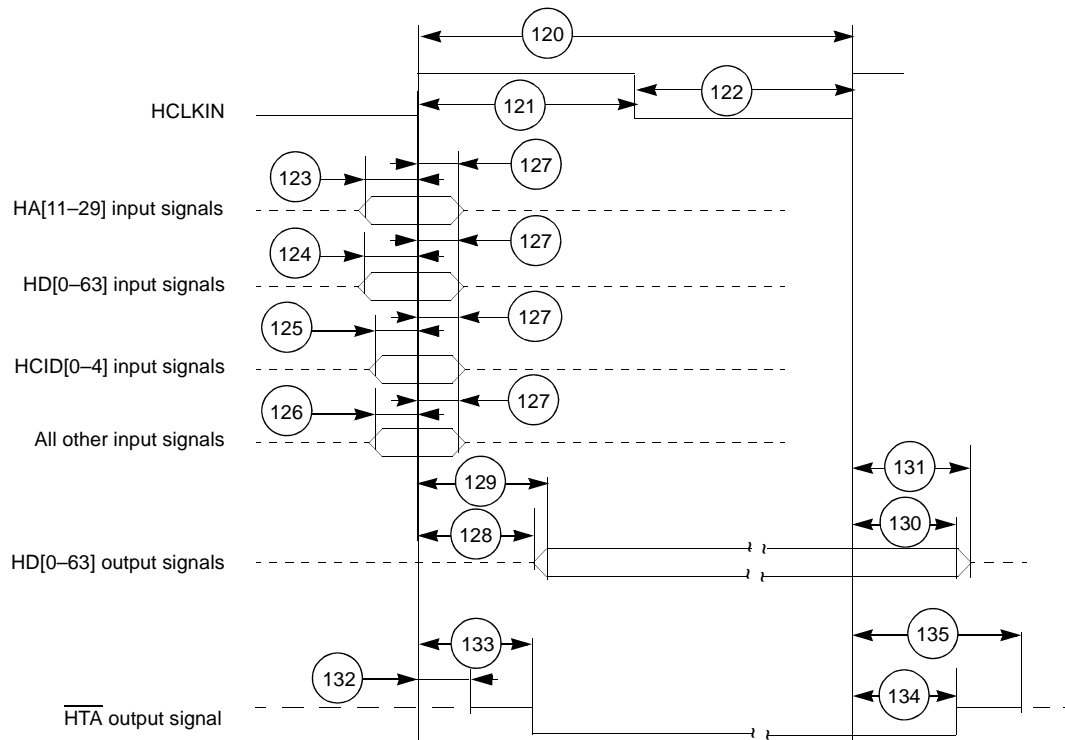 120
HCLKIN
121
122
123
127
HA[11–29] input signals
124
127
HD[0–63] input signals
125
127
HCID[0–4] input signals
126
127
All other input signals
129
131
128
130
HD[0–63] output signals
133
135
132
134
HTA output signal